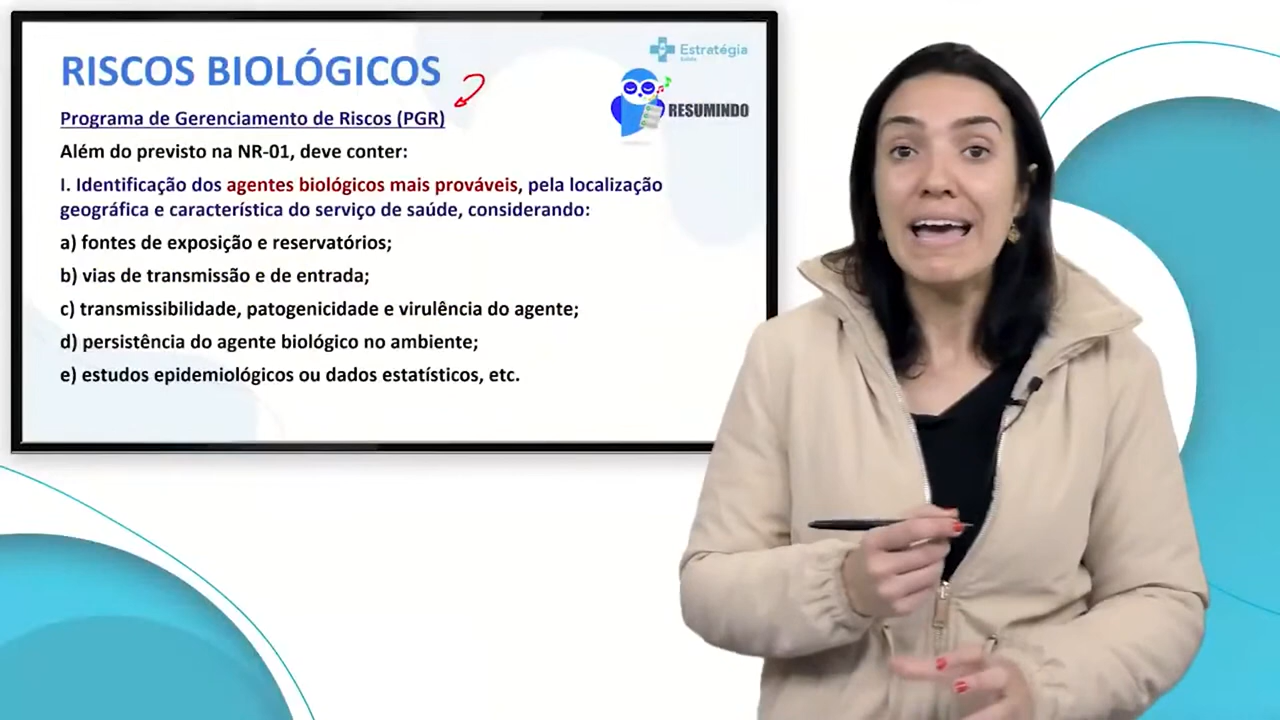 RISCOS BIOLÓGICOS
Estratégia
Saúde
RESUMINDO
Programa de Gerenciamento de Riscos (PGR)
Além do previsto na NR-01, deve conter:
I. Identificação dos agentes biológicos mais prováveis, pela localização
geográfica e característica do serviço de saúde, considerando:
a) fontes de exposição e reservatórios;
b) vias de transmissão e de entrada;
c) transmissibilidade, patogenicidade e virulência do agente;
d) persistência do agente biológico no ambiente;
e) estudos epidemiológicos ou dados estatísticos, etc.